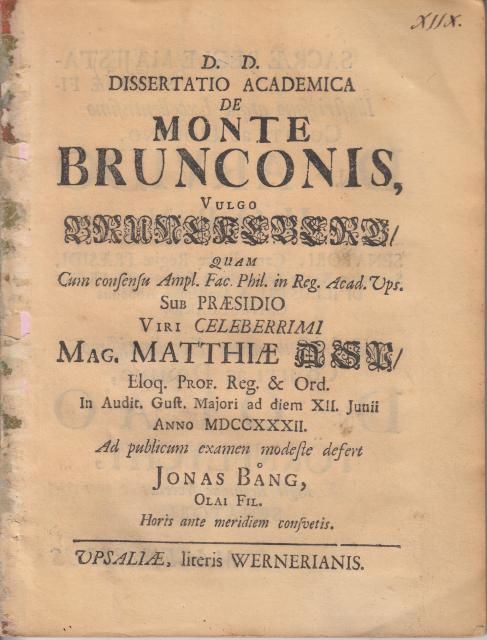 XIIX.
D. D.
DISSERTATIO ACADEMICA
DE
MONTE
BRUNCONIS,
VULGO
BRUNCKEBERG/
QUAM
Cum consensu Ampl. Fac. Phil. in Reg. Acad. Ups.
SUB PRÆSIDIO
VIRI CELEBERRIMI
MAG. MATTHIÆ ASP/
Eloq. PROF. Reg. & Ord.
In Audit. Gust. Majori ad diem XII. Junii
ANNO MDCCXXXII.
Ad publicum examen modeste defert
JONAS BÅNG,
OLAI FIL.
Horis ante meridiem consvetis.
UPSALIÆ, literis WERNERIANIS.